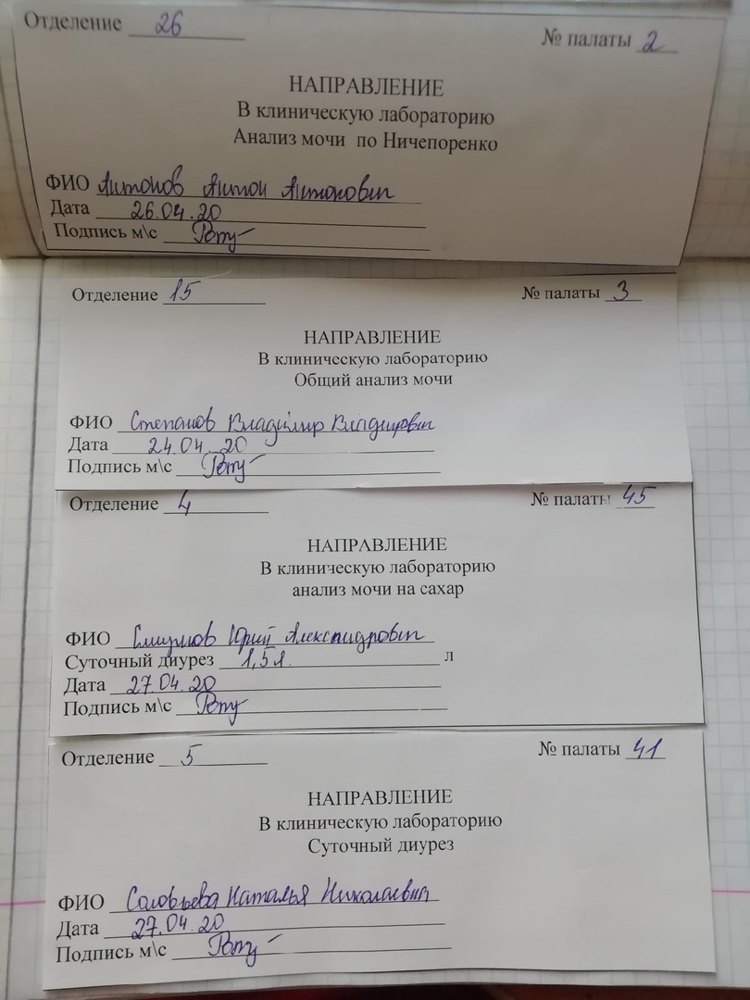 Отделение 26
№ палаты 2
НАПРАВЛЕНИЕ
В клиническую лабораторию
Анализ мочи по Ничепоренко
ФИО Антонов Антон Антонович
Дата 26.04.20
Подпись м\с
Отделение 15
№ палаты 3
НАПРАВЛЕНИЕ
В клиническую лабораторию
Общий анализ мочи
ФИО Степанов Владимир Владимирович
Дата 24.04.20
Подпись м\с
Отделение 4
№ палаты 45
НАПРАВЛЕНИЕ
В клиническую лабораторию
анализ мочи на сахар
ФИО Смирнов Юрий Александрович
Суточный диурез 1,5 л. л
Дата 27.04.20
Подпись м\с
Отделение 5
№ палаты 41
НАПРАВЛЕНИЕ
В клиническую лабораторию
Суточный диурез
ФИО Соловьева Наталья Николаевна
Дата 27.04.20
Подпись м\с